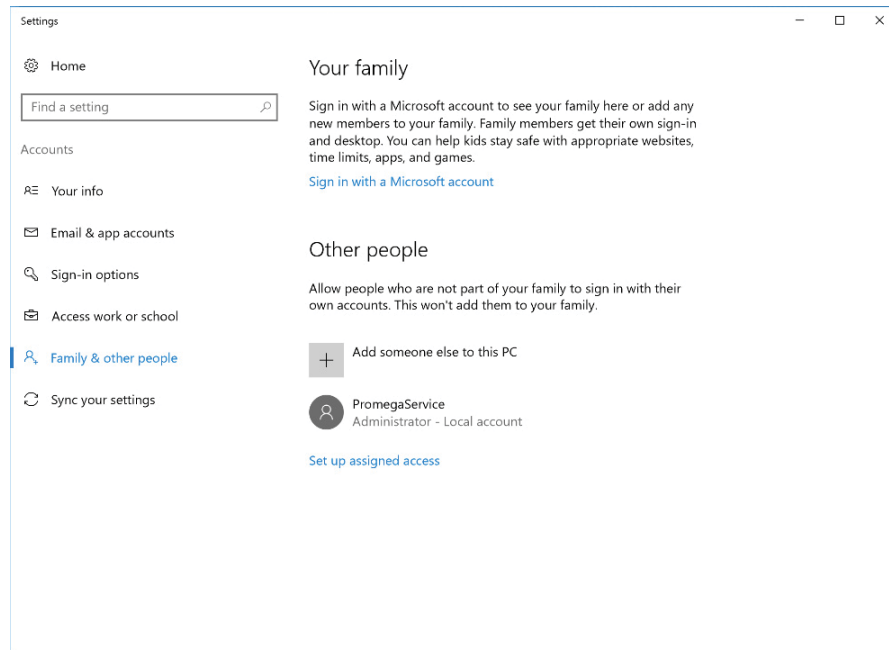 Settings
Home
Find a setting
Accounts
Your info
Email & app accounts
Sign-in options
Access work or school
Family & other people
Sync your settings
Your family
Sign in with a Microsoft account to see your family here or add any
new members to your family. Family members get their own sign-in
and desktop. You can help kids stay safe with appropriate websites,
time limits, apps, and games.
Sign in with a Microsoft account
Other people
Allow people who are not part of your family to sign in with their
own accounts. This won't add them to your family.
Add someone else to this PC
PromegaService
Administrator - Local account
Set up assigned access